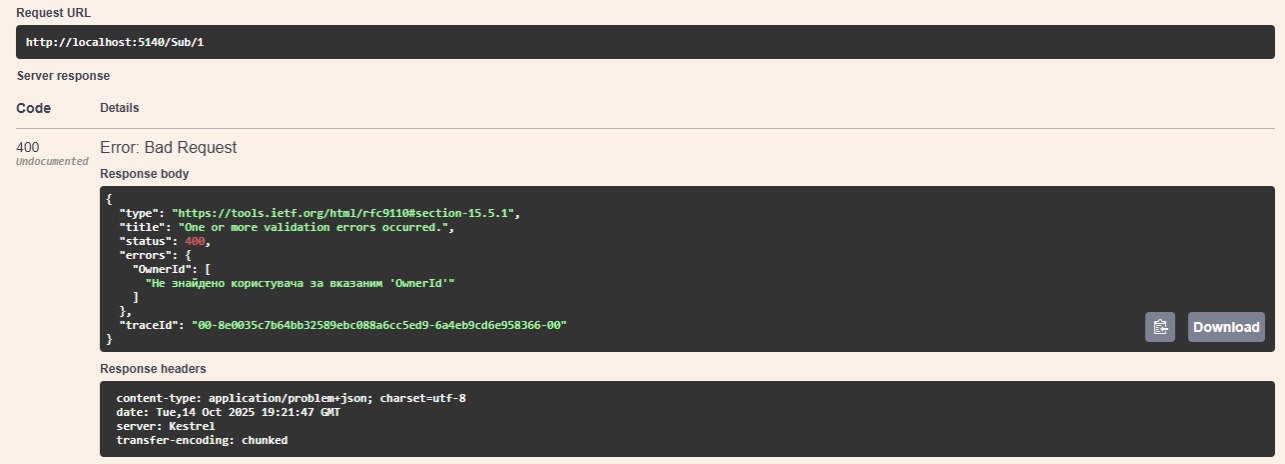 Request URL
http://localhost:5140/Sub/1
Server response
Code Details
400 Error: Bad Request
Undocumented
Response body
{
  "type": "https://tools.ietf.org/html/rfc9110#section-15.5.1",
  "title": "One or more validation errors occurred.",
  "status": 400,
  "errors": {
    "OwnerId": [
      "Не знайдено користувача за вказаним 'OwnerId'"
    ]
  },
  "traceId": "00-8e0035c7b64bb32589ebc088a6cc5ed9-6a4eb9cd6e958366-00"
}
Download
Response headers
content-type: application/problem+json; charset=utf-8
date: Tue,14 Oct 2025 19:21:47 GMT
server: Kestrel
transfer-encoding: chunked